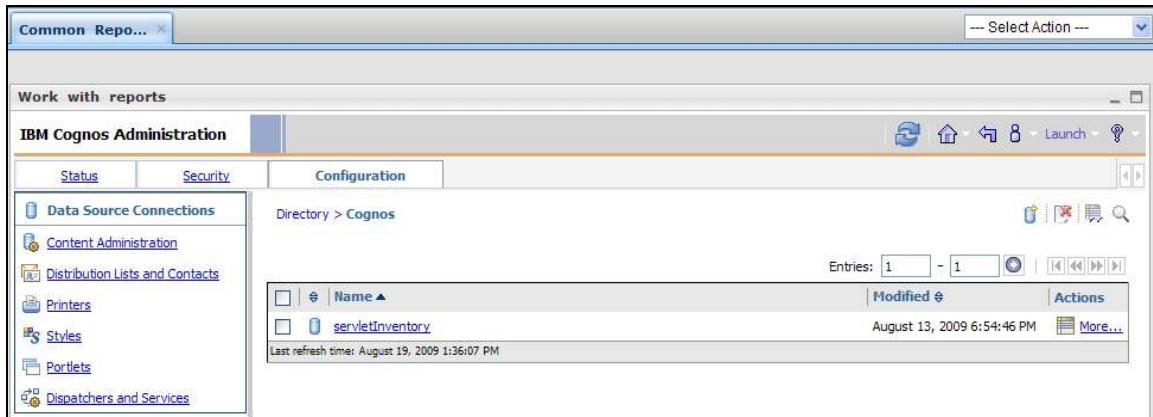 Common Repo...
--- Select Action ---
Work with reports
IBM Cognos Administration
Launch
Status Security Configuration
Data Source Connections
Directory > Cognos
Content Administration
Distribution Lists and Contacts
Entries: 1 - 1
Printers
Name Modified Actions
Styles
servletInventory August 13, 2009 6:54:46 PM More...
Last refresh time: August 19, 2009 1:36:07 PM
Portlets
Dispatchers and Services